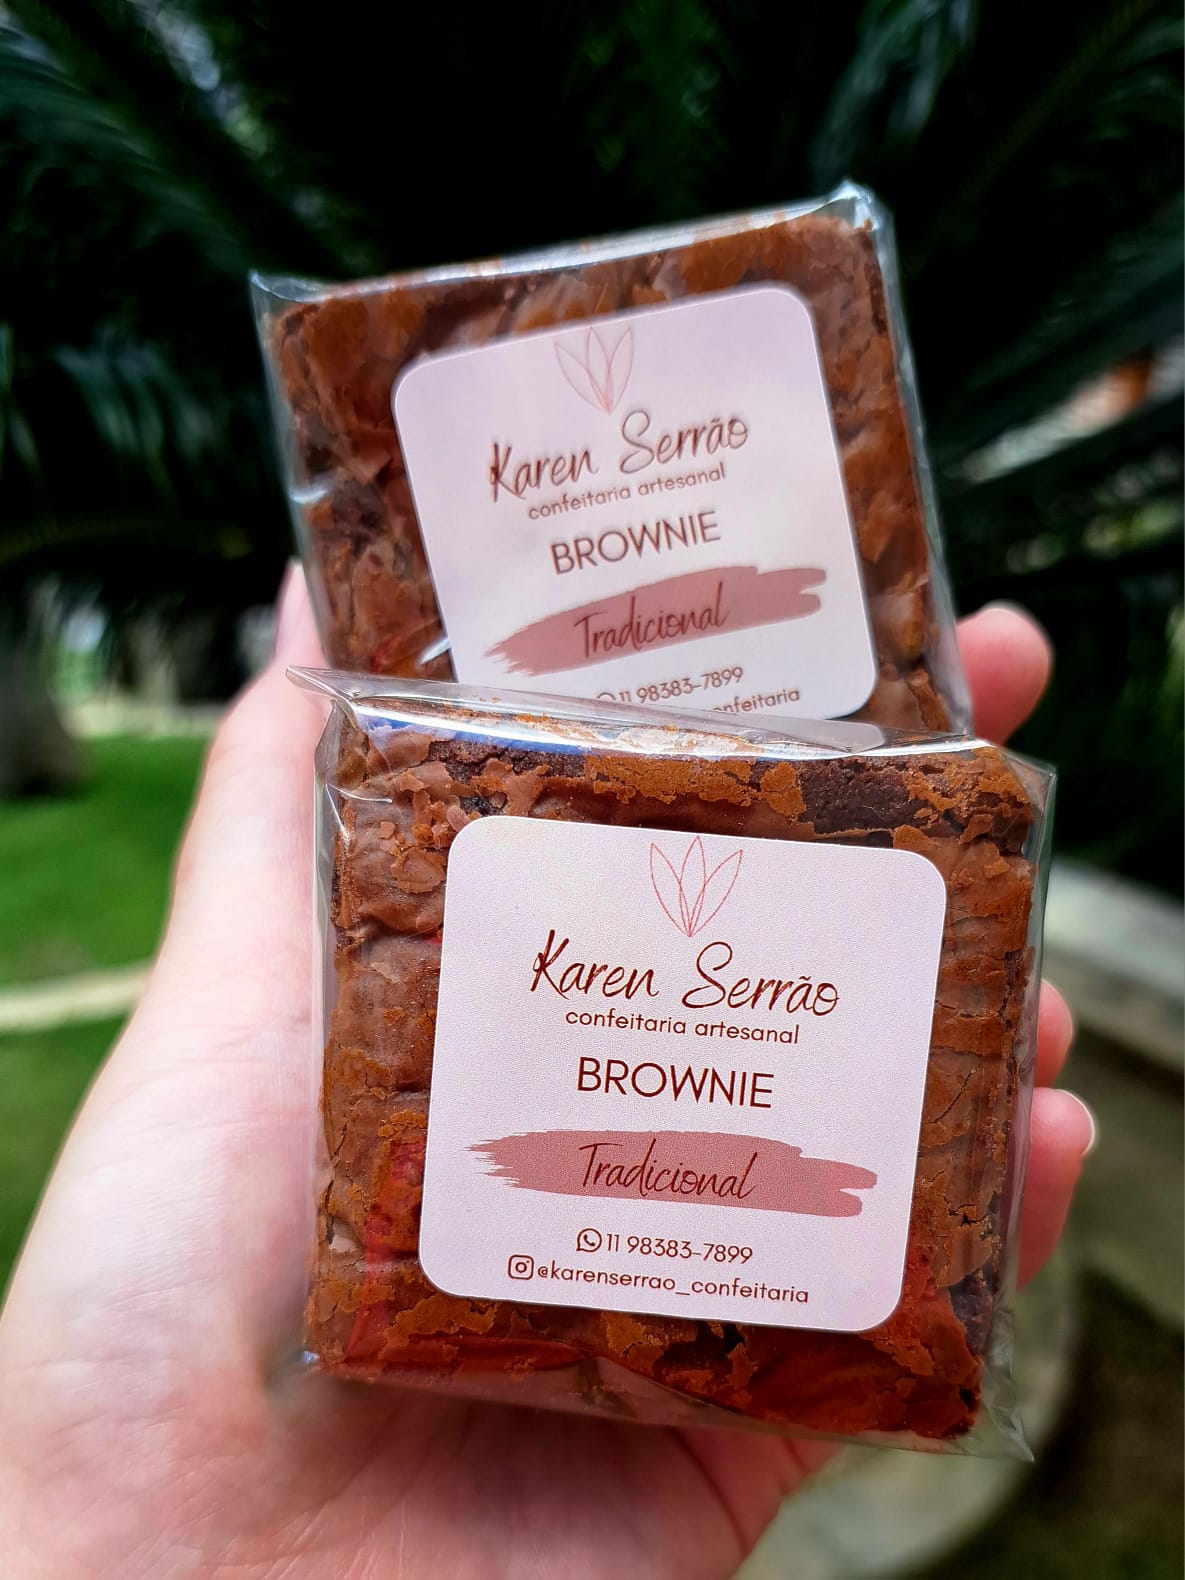 Karen Serrão
confeitaria artesanal
BROWNIE
Tradicional
11 98383-7899
onfeitaria
Karen Serrão
confeitaria artesanal
BROWNIE
Tradicional
11 98383-7899
@karenserrao_confeitaria